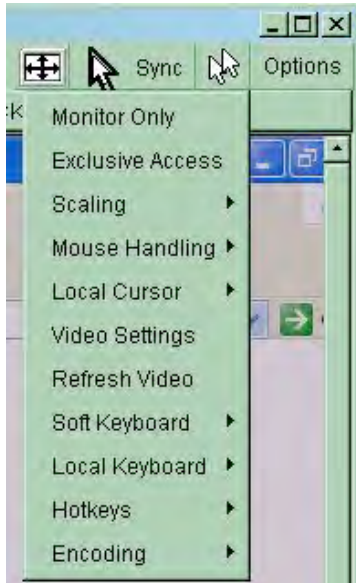 Sync Options
Monitor Only
Exclusive Access
Scaling
Mouse Handling
Local Cursor
Video Settings
Refresh Video
Soft Keyboard
Local Keyboard
Hotkeys
Encoding